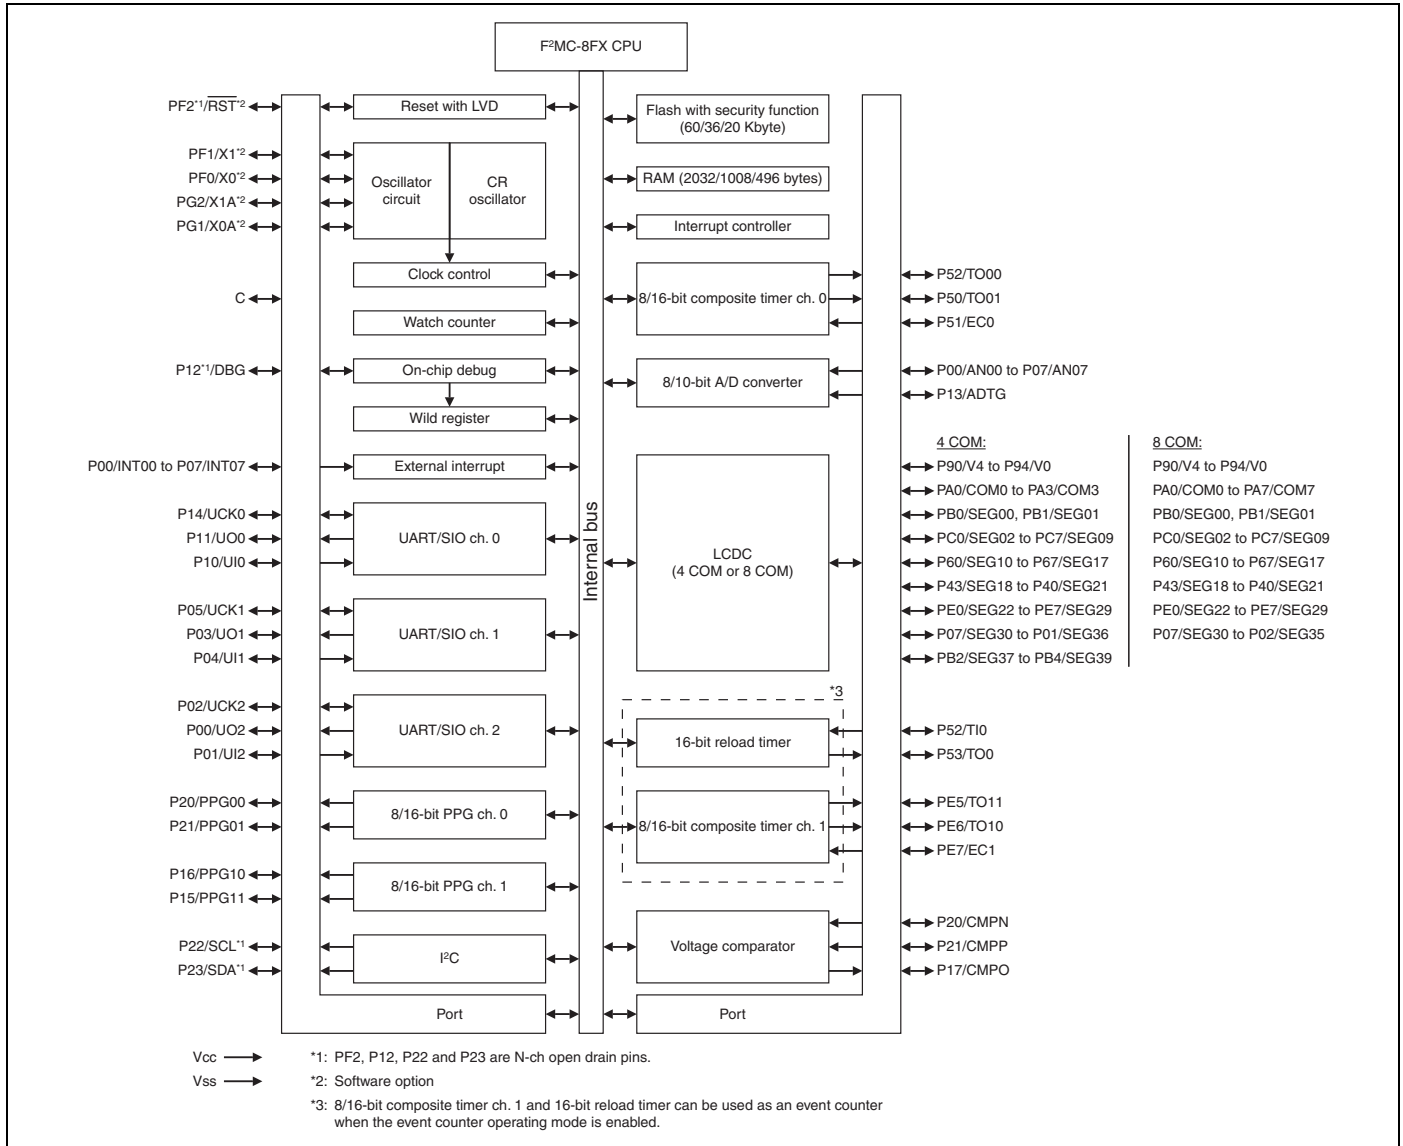 F²MC-8FX CPU
PF2*1/RST*2
PF1/X1*2
PF0/X0*2
PG2/X1A*2
PG1/X0A*2
C
P12*1/DBG
P00/INT00 to P07/INT07
P14/UCK0
P11/UO0
P10/UI0
P05/UCK1
P03/UO1
P04/UI1
P02/UCK2
P00/UO2
P01/UI2
P20/PPG00
P21/PPG01
P16/PPG10
P15/PPG11
P22/SCL*1
P23/SDA*1
Reset with LVD
Oscillator
circuit
CR
oscillator
Clock control
Watch counter
On-chip debug
Wild register
External interrupt
UART/SIO ch. 0
UART/SIO ch. 1
UART/SIO ch. 2
8/16-bit PPG ch. 0
8/16-bit PPG ch. 1
I²C
Port
Internal bus
Flash with security function
(60/36/20 Kbyte)
RAM (2032/1008/496 bytes)
Interrupt controller
8/16-bit composite timer ch. 0
8/10-bit A/D converter
LCDC
(4 COM or 8 COM)
*3
16-bit reload timer
8/16-bit composite timer ch. 1
Voltage comparator
Port
P52/TO00
P50/TO01
P51/EC0
P00/AN00 to P07/AN07
P13/ADTG
4 COM:
P90/V4 to P94/V0
PA0/COM0 to PA3/COM3
PB0/SEG00, PB1/SEG01
PC0/SEG02 to PC7/SEG09
P60/SEG10 to P67/SEG17
P43/SEG18 to P40/SEG21
PE0/SEG22 to PE7/SEG29
P07/SEG30 to P01/SEG36
PB2/SEG37 to PB4/SEG39
8 COM:
P90/V4 to P94/V0
PA0/COM0 to PA7/COM7
PB0/SEG00, PB1/SEG01
PC0/SEG02 to PC7/SEG09
P60/SEG10 to P67/SEG17
P43/SEG18 to P40/SEG21
PE0/SEG22 to PE7/SEG29
P07/SEG30 to P02/SEG35
P52/TI0
P53/TO0
PE5/TO11
PE6/TO10
PE7/EC1
P20/CMPN
P21/CMPP
P17/CMPO
Vcc
Vss
*1: PF2, P12, P22 and P23 are N-ch open drain pins.
*2: Software option
*3: 8/16-bit composite timer ch. 1 and 16-bit reload timer can be used as an event counter
when the event counter operating mode is enabled.